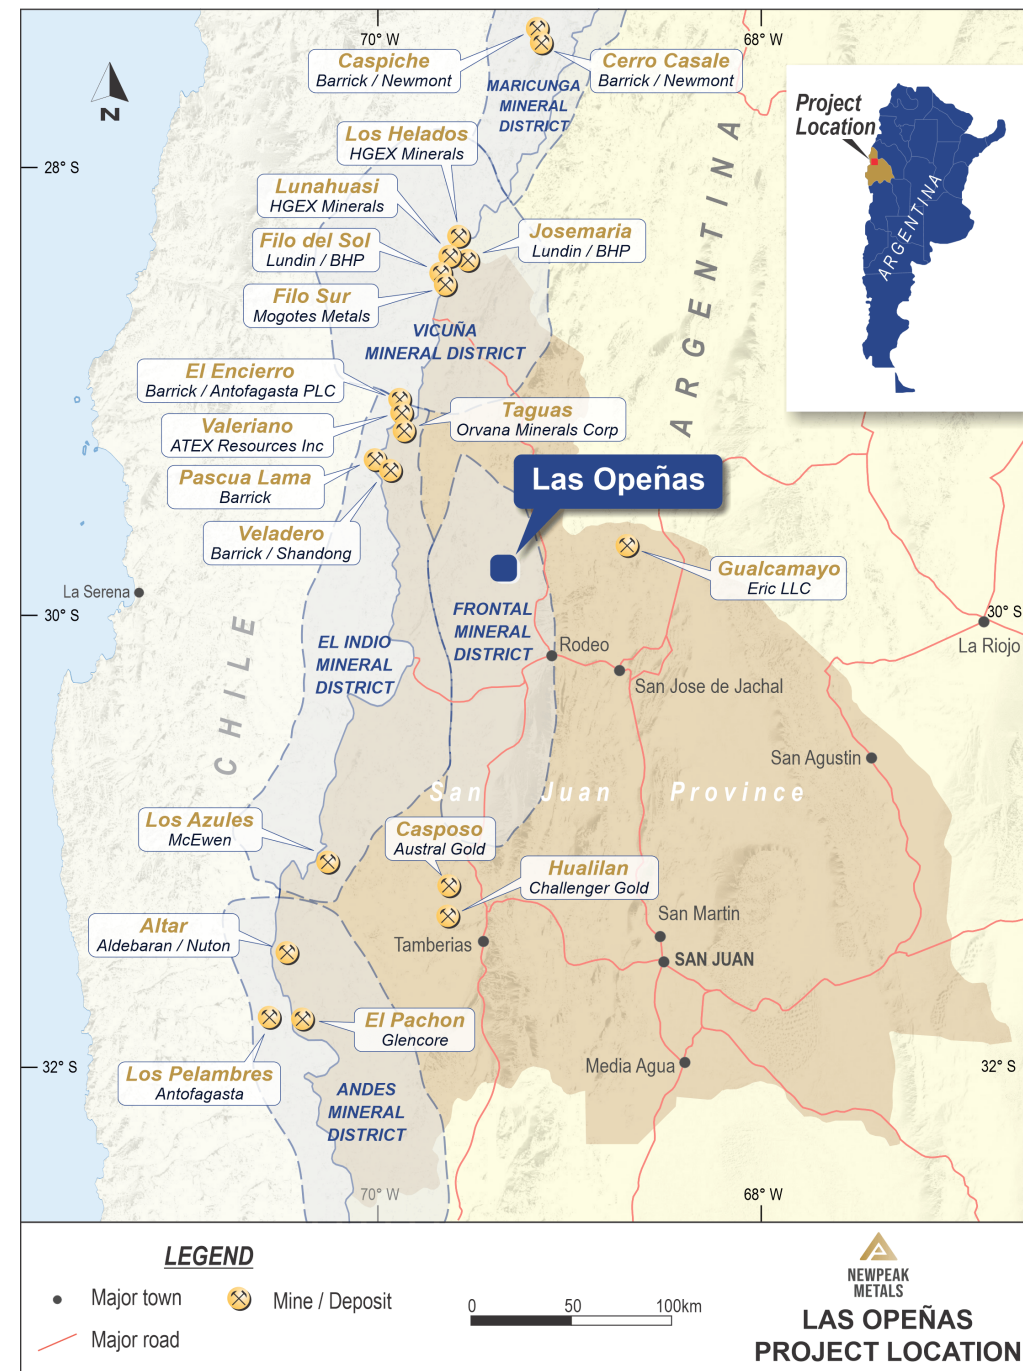 70° W
68° W
Caspiche
Barrick / Newmont
Cerro Casale
Barrick / Newmont
MARICUNGA
MINERAL
DISTRICT
N
Project
Location
ARGENTINA
Los Helados
HGEX Minerals
28° S
Lunahuasi
HGEX Minerals
Filo del Sol
Lundin / BHP
Josemaria
Lundin / BHP
Filo Sur
Mogotes Metals
VICUÑA
MINERAL DISTRICT
ARGENTINA
El Encierro
Barrick / Antofagasta PLC
Valeriano
ATEX Resources Inc
Taguas
Orvana Minerals Corp
Pascua Lama
Barrick
Las Opeñas
Veladero
Barrick / Shandong
Gualcamayo
Eric LLC
La Serena
30° S
30° S
FRONTAL
MINERAL
DISTRICT
EL INDIO
MINERAL
DISTRICT
Rodeo
La Riojo
San Jose de Jachal
CHILE
San Agustin
San Juan Province
Los Azules
McEwen
Casposo
Austral Gold
Hualilan
Challenger Gold
Altar
Aldebaran / Nuton
San Martin
Tamberias
SAN JUAN
El Pachon
Glencore
Los Pelambres
Antofagasta
Media Agua
32° S
32° S
ANDES
MINERAL
DISTRICT
70° W
68° W
LEGEND
Major town
Mine / Deposit
Major road
0 50 100km
NEWPEAK
METALS
LAS OPEÑAS
PROJECT LOCATION